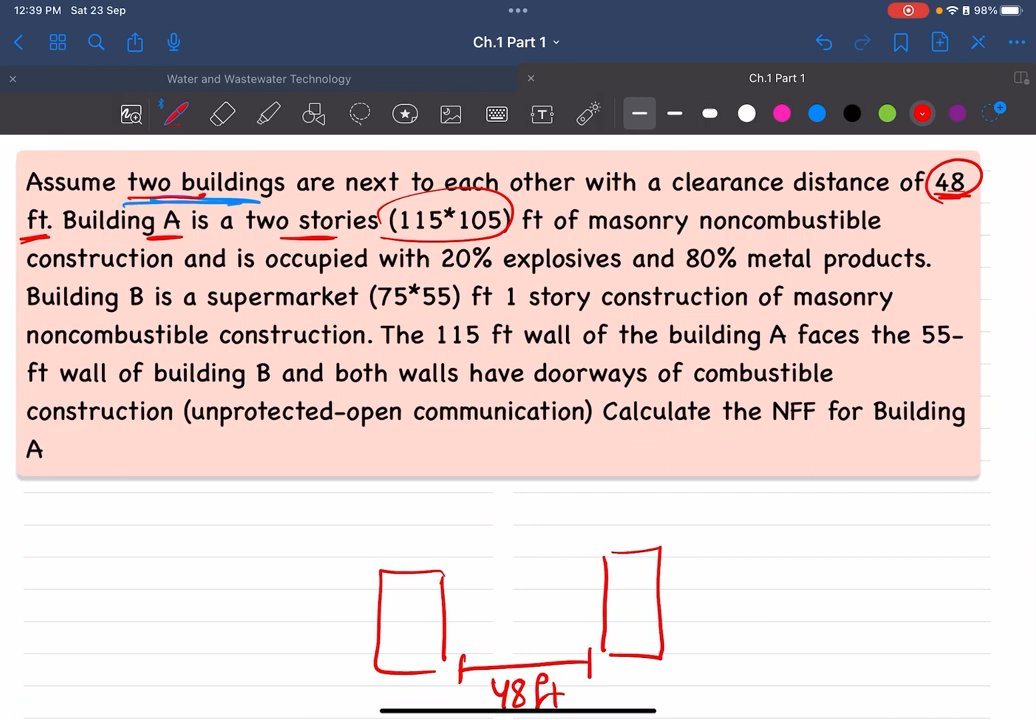 12:39 PM Sat 23 Sep
98%
Ch.1 Part 1
Water and Wastewater Technology
Ch.1 Part 1
Assume two buildings are next to each other with a clearance distance of 48
ft. Building A is a two stories (115*105) ft of masonry noncombustible
construction and is occupied with 20% explosives and 80% metal products.
Building B is a supermarket (75*55) ft 1 story construction of masonry
noncombustible construction. The 115 ft wall of the building A faces the 55-
ft wall of building B and both walls have doorways of combustible
construction (unprotected-open communication) Calculate the NFF for Building
A
48 ft